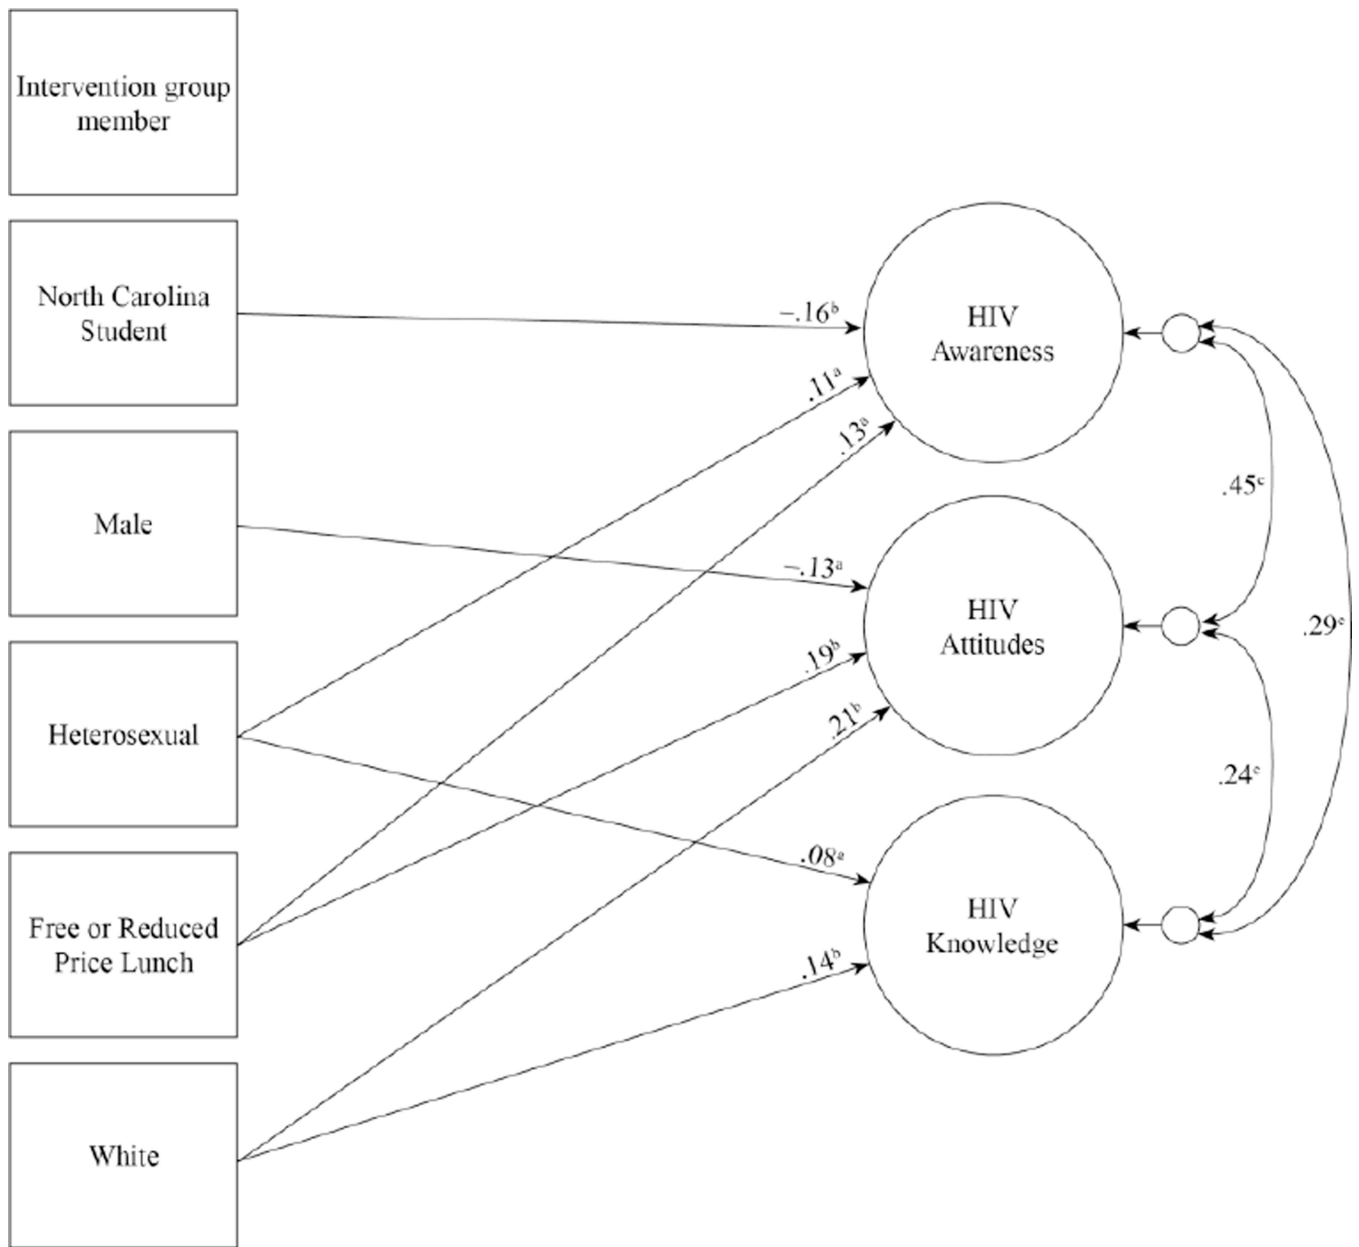 Intervention group
member
North Carolina
Student
Male
Heterosexual
Free or Reduced
Price Lunch
White
−.16ᵇ
.11ᵃ
.13ᵃ
−.13ᵃ
.19ᵇ
.21ᵇ
.08ᵃ
.14ᵇ
HIV
Awareness
HIV
Attitudes
HIV
Knowledge
.45ᶜ
.29ᶜ
.24ᶜ